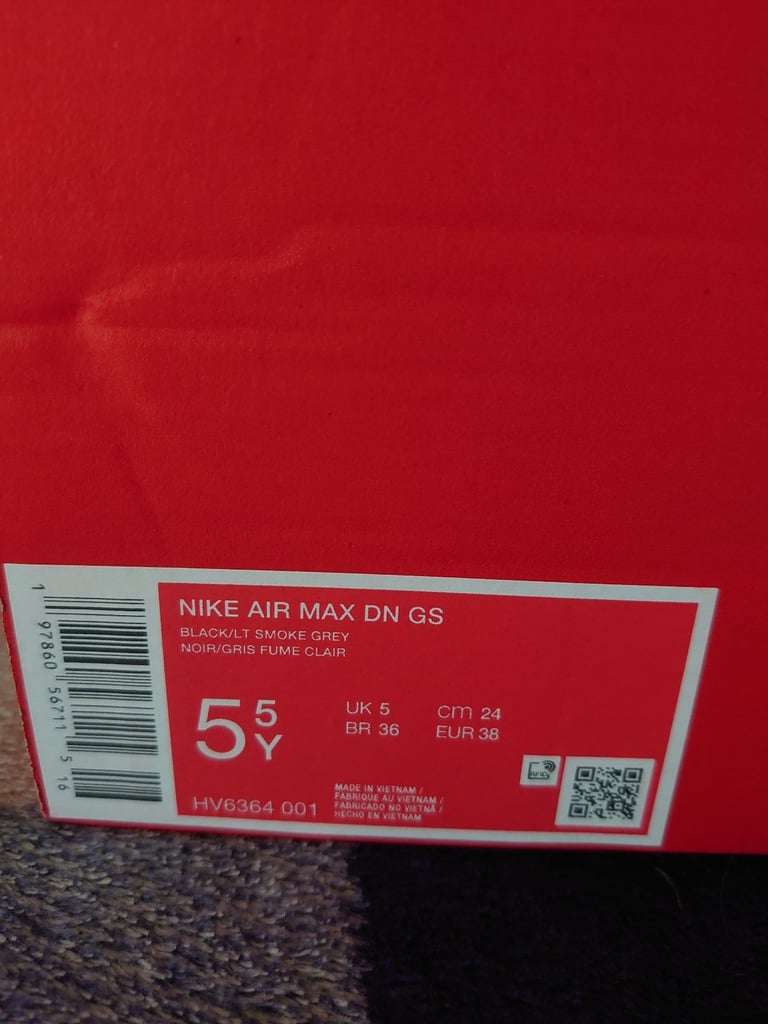 1 97860 56711 5 16
NIKE AIR MAX DN GS
BLACK/LT SMOKE GREY
NOIR/GRIS FUME CLAIR
5 5Y
UK 5 cm 24
BR 36 EUR 38
HV6364 001
MADE IN VIETNAM /
FABRIQUE AU VIETNAM /
FABRICADO NO VIETNÃ /
HECHO EN VIETNAM
RFID